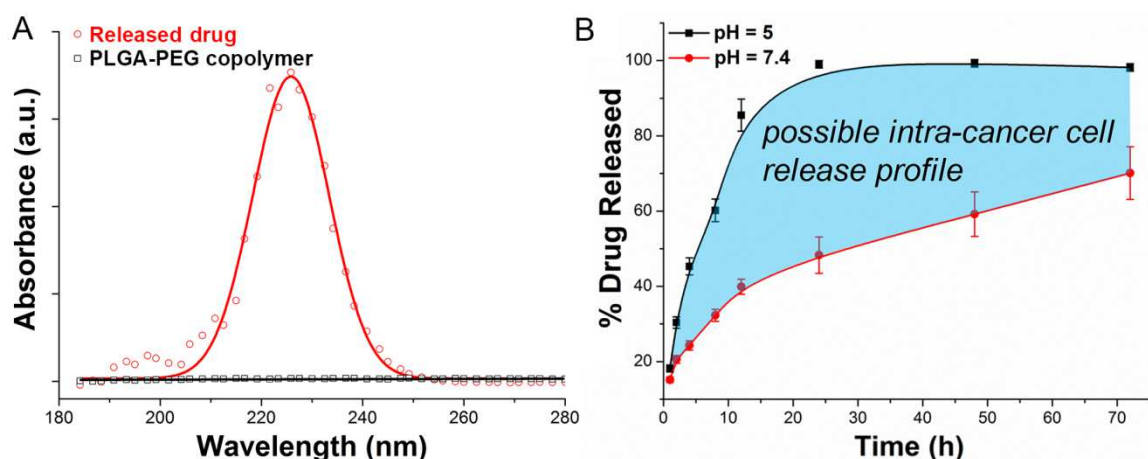 A
Released drug
PLGA-PEG copolymer
Absorbance (a.u.)
180 200 220 240 260 280
Wavelength (nm)
B
pH = 5
pH = 7.4
possible intra-cancer cell
release profile
% Drug Released
100
80
60
40
20
0 10 20 30 40 50 60 70
Time (h)